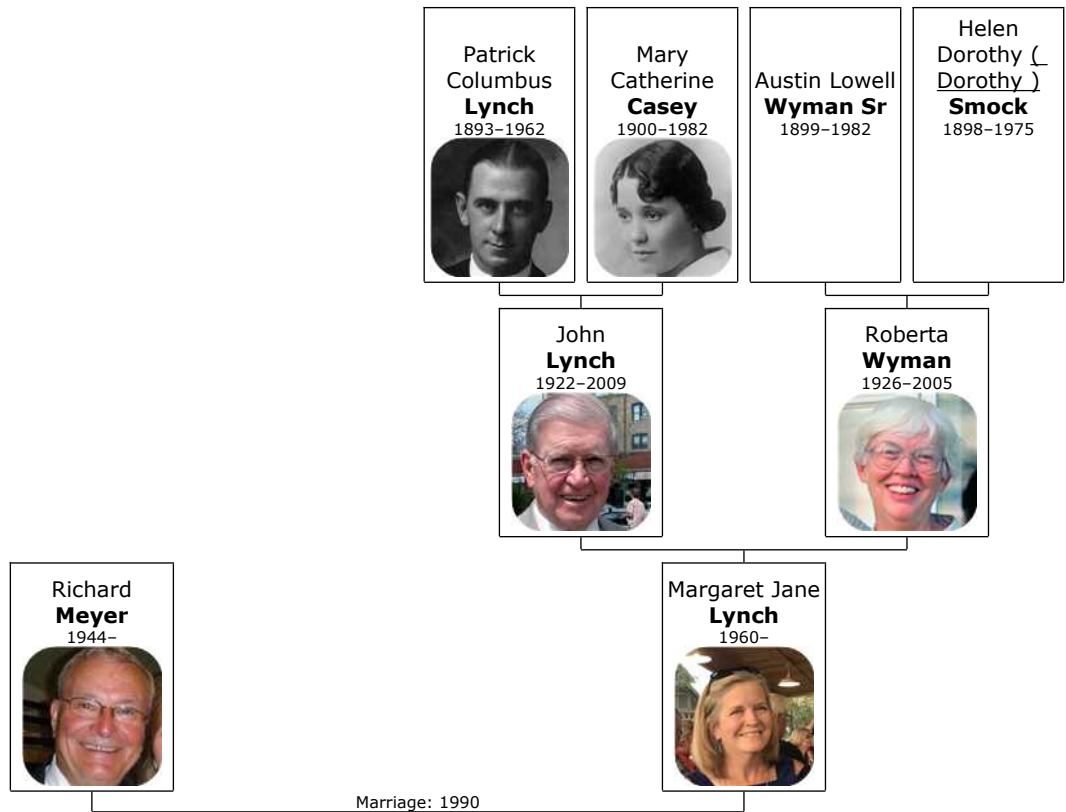 Patrick
Columbus
Lynch
1893–1962
Mary
Catherine
Casey
1900–1982
Austin Lowell
Wyman Sr
1899–1982
Helen
Dorothy (
Dorothy )
Smock
1898–1975
John
Lynch
1922–2009
Roberta
Wyman
1926–2005
Richard
Meyer
1944–
Margaret Jane
Lynch
1960–
Marriage: 1990